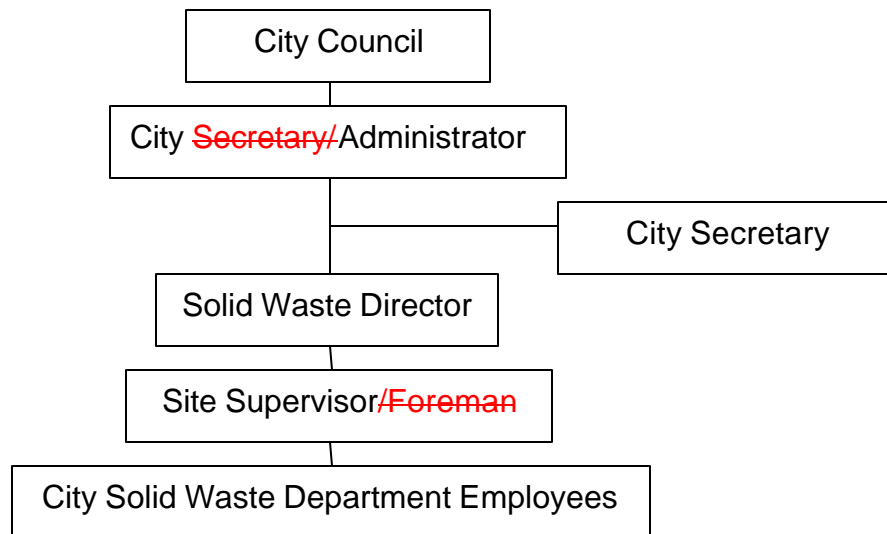 City Council
City Secretary/Administrator
City Secretary
Solid Waste Director
Site Supervisor/Foreman
City Solid Waste Department Employees